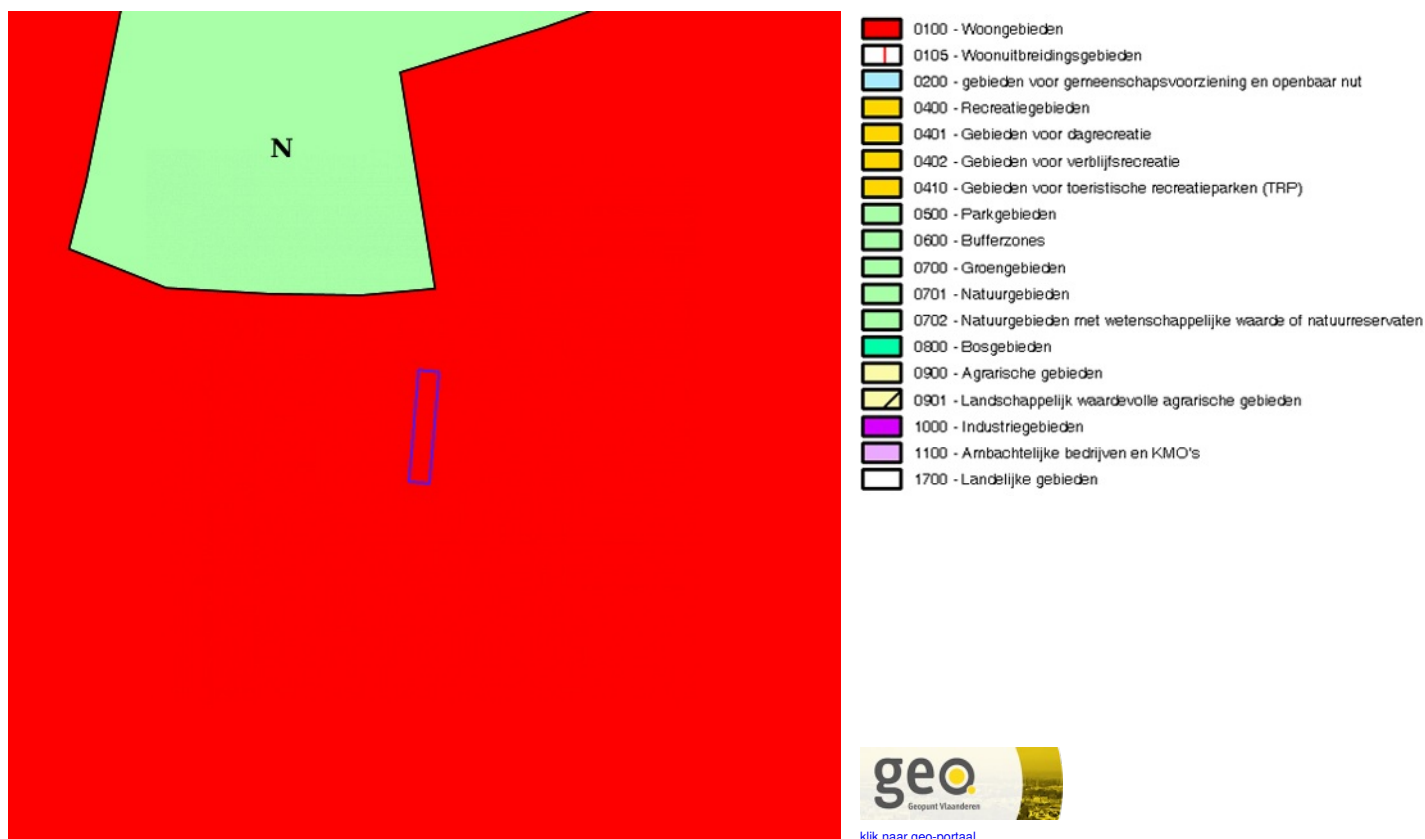 N
0100 - Woongebieden
0105 - Woonuitbreidingsgebieden
0200 - gebieden voor gemeenschapsvoorziening en openbaar nut
0400 - Recreatiegebieden
0401 - Gebieden voor dagrecreatie
0402 - Gebieden voor verblijfsrecreatie
0410 - Gebieden voor toeristische recreatieparken (TRP)
0500 - Parkgebieden
0600 - Bufferzones
0700 - Groengebieden
0701 - Natuurgebieden
0702 - Natuurgebieden met wetenschappelijke waarde of natuurreservaten
0800 - Bosgebieden
0900 - Agrarische gebieden
0901 - Landschappelijk waardevolle agrarische gebieden
1000 - Industriegebieden
1100 - Ambachtelijke bedrijven en KMO's
1700 - Landelijke gebieden
geo
Geopunt Vlaanderen
klik naar geo-portaal